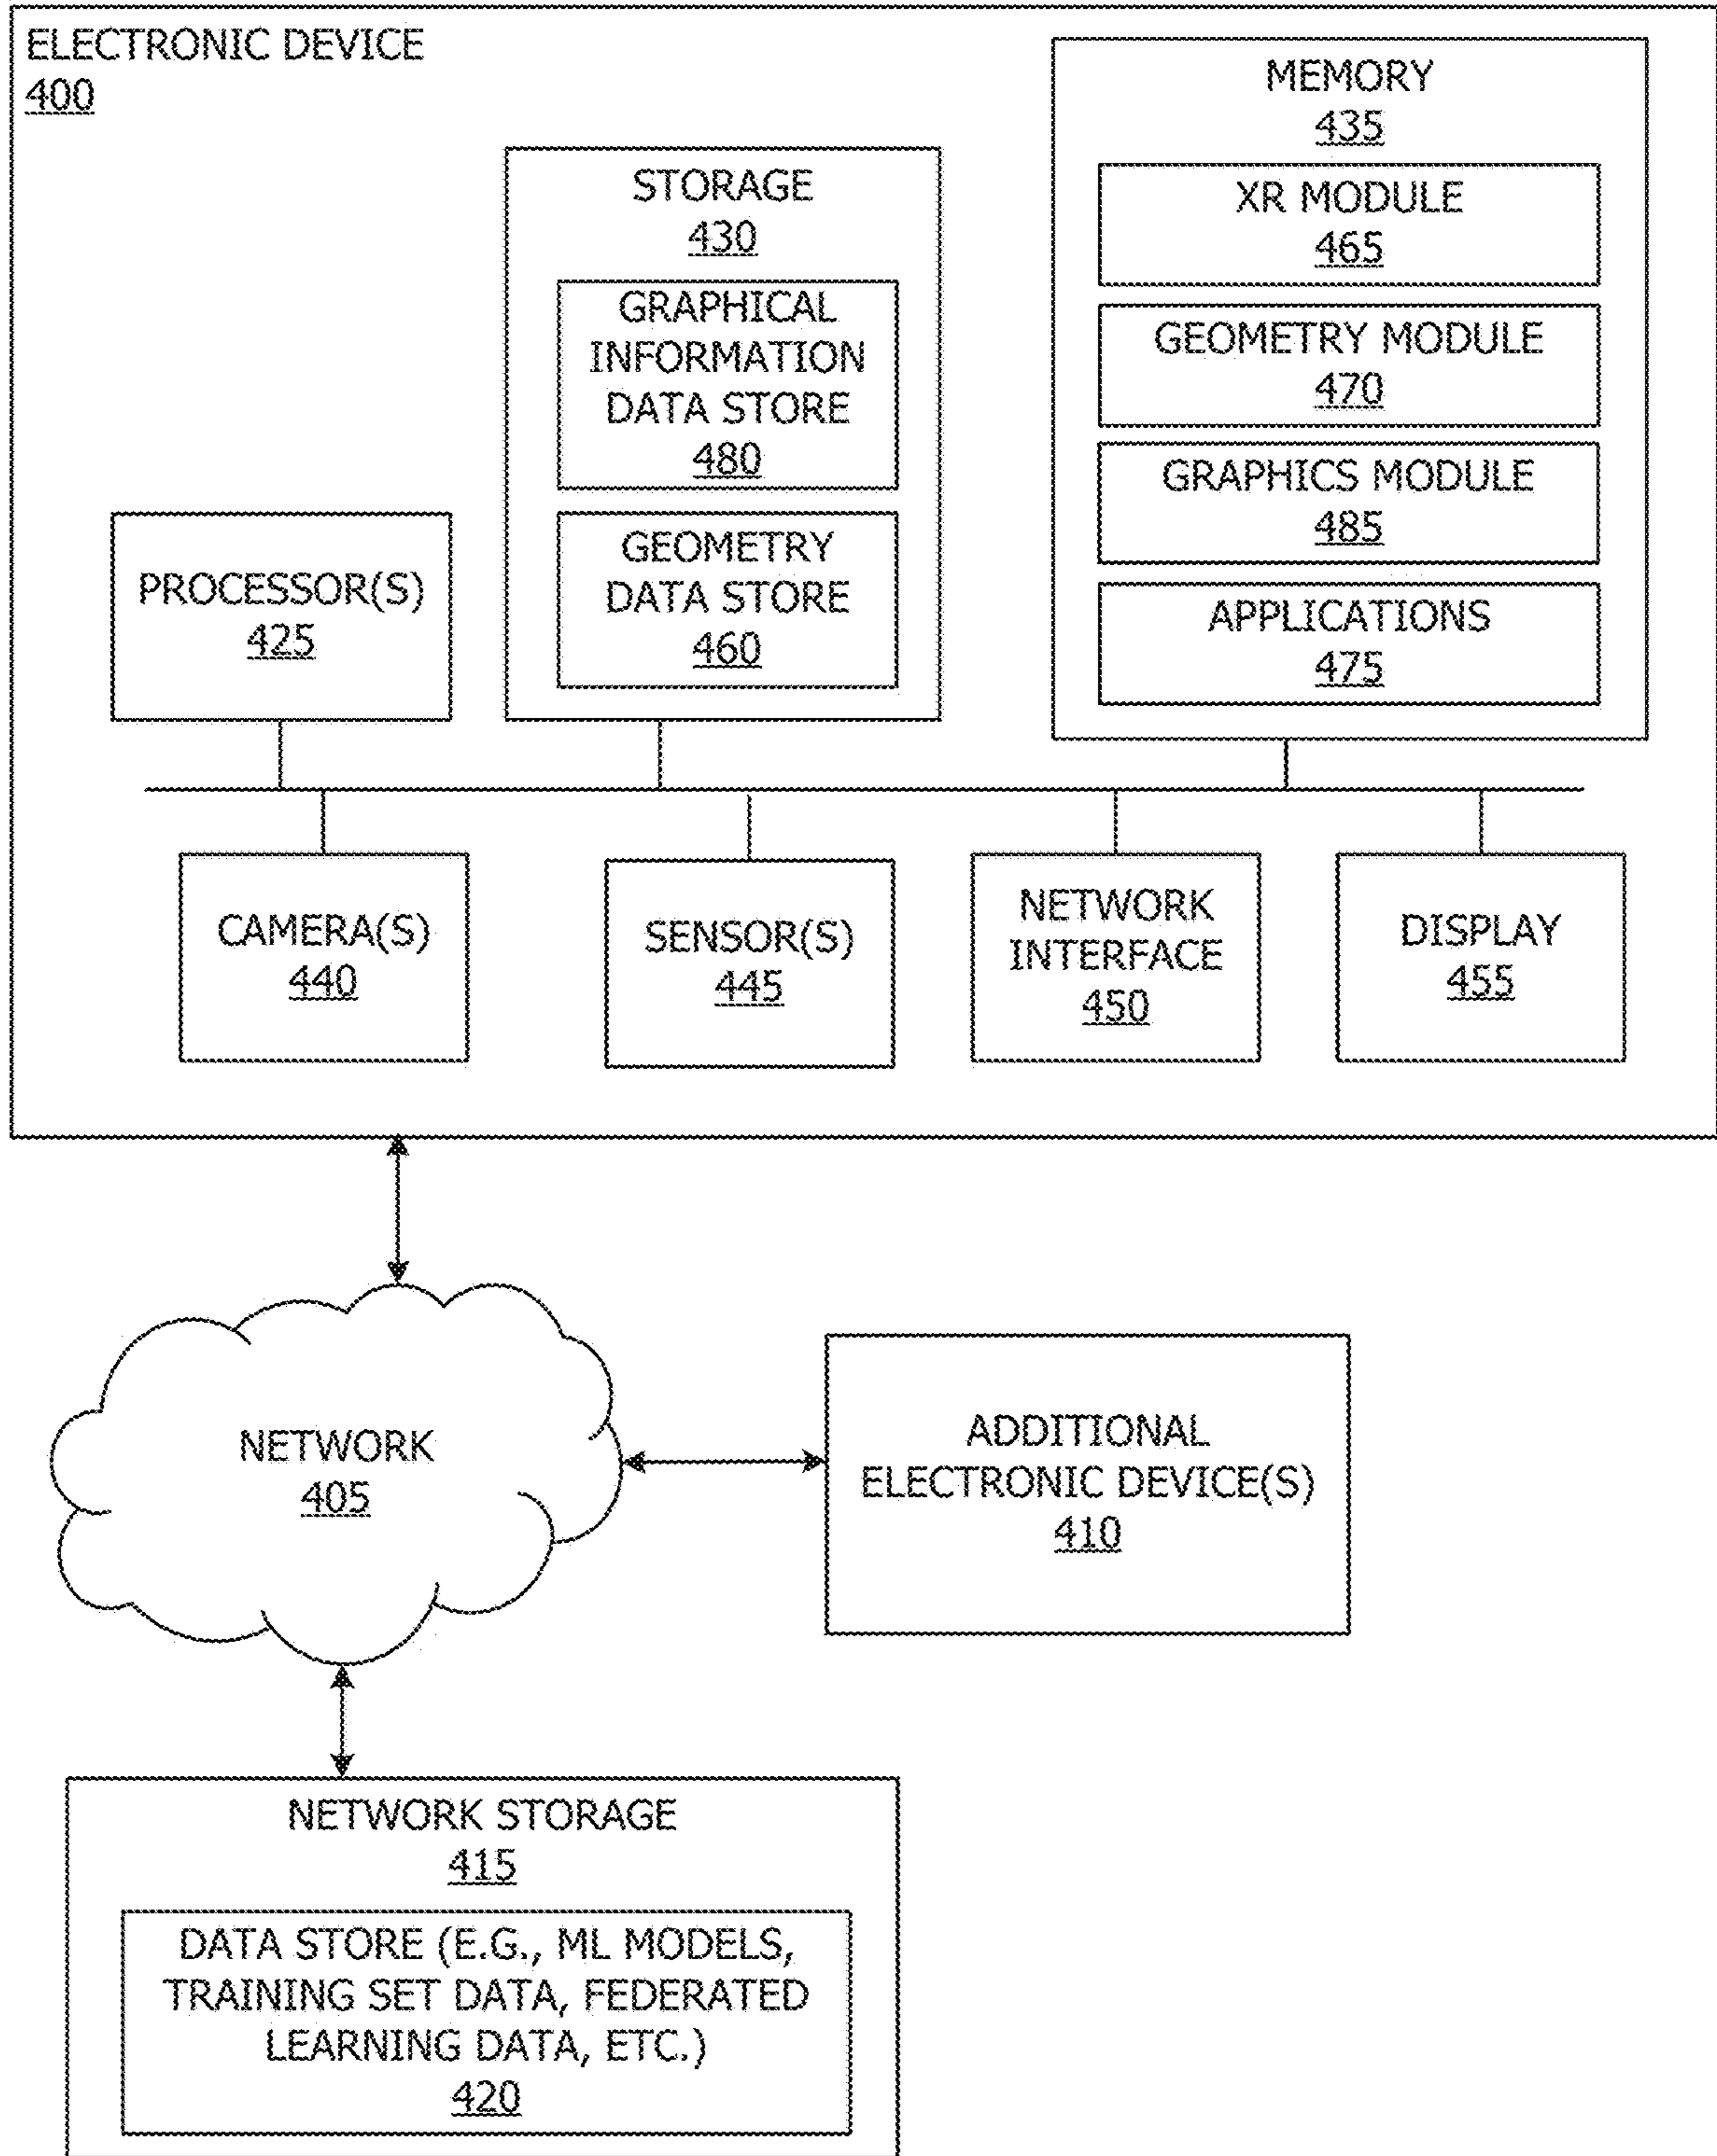 ELECTRONIC DEVICE
400
MEMORY
435
XR MODULE
465
GEOMETRY MODULE
470
GRAPHICS MODULE
485
APPLICATIONS
475
STORAGE
430
GRAPHICAL
INFORMATION
DATA STORE
480
GEOMETRY
DATA STORE
460
PROCESSOR(S)
425
CAMERA(S)
440
SENSOR(S)
445
NETWORK
INTERFACE
450
DISPLAY
455
NETWORK
405
ADDITIONAL
ELECTRONIC DEVICE(S)
410
NETWORK STORAGE
415
DATA STORE (E.G., ML MODELS,
TRAINING SET DATA, FEDERATED
LEARNING DATA, ETC.)
420